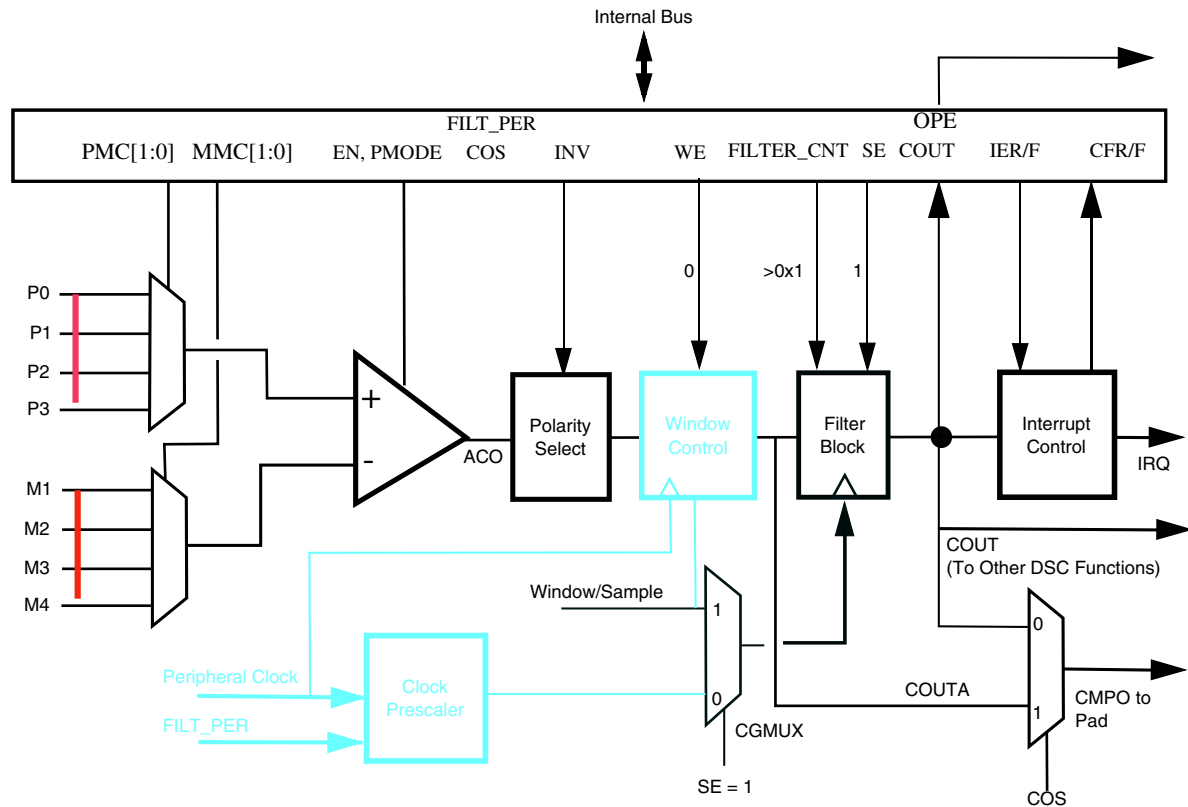 Internal Bus
FILT_PER
OPE
PMC[1:0]
MMC[1:0]
EN, PMODE
COS
INV
WE
FILTER_CNT
SE
COUT
IER/F
CFR/F
0
>0x1
1
P0
P1
P2
P3
+
-
ACO
Polarity
Select
Window
Control
Filter
Block
Interrupt
Control
IRQ
M1
M2
M3
M4
COUT
(To Other DSC Functions)
Window/Sample
1
0
CGMUX
SE = 1
Peripheral Clock
FILT_PER
Clock
Prescaler
COUTA
0
1
CMPO to
Pad
COS